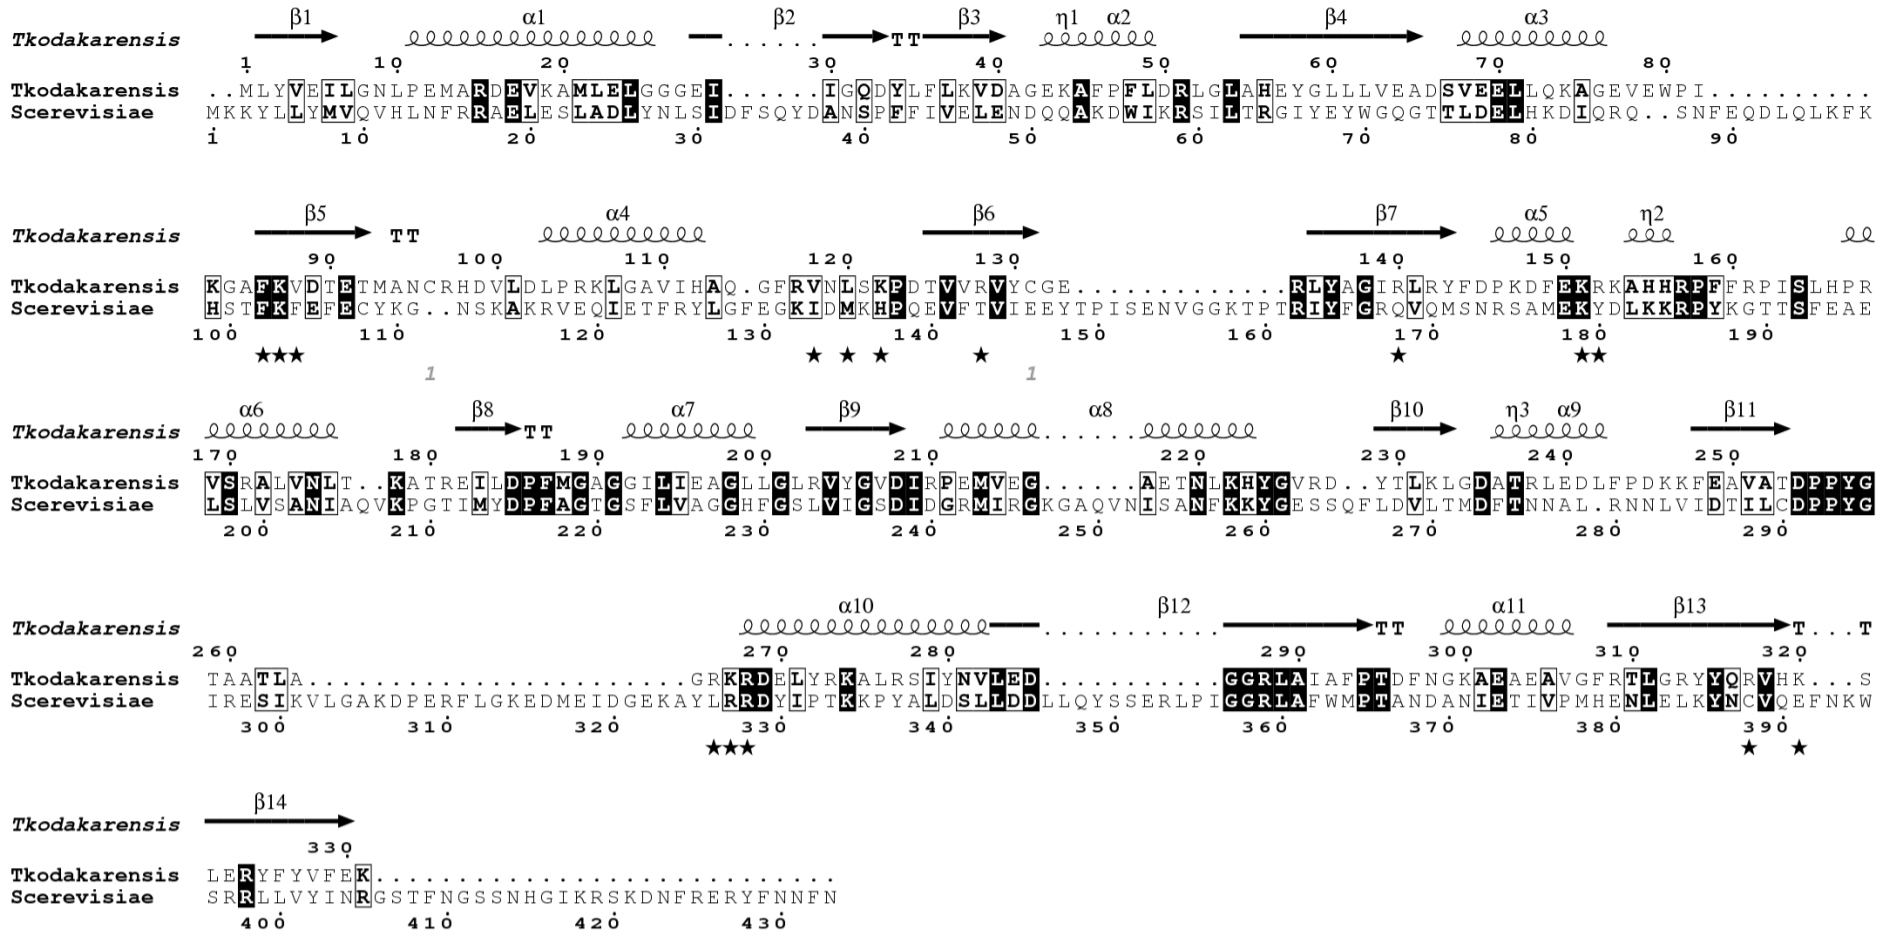 β1 α1 β2 β3 η1 α2 β4 α3
Tkodakarensis ...... TT
1 10 20 30 40 50 60 70 80
Tkodakarensis ..MLYVEILGNLPEMARDEVKAMLELGGGEI......IGQDYLFLKVDAGEKAFPFLDRLGLAHEYGLLLVEADSVEELLQKAGEVEWPI..........
Scerevisiae MKKYLLYMVQVHLNFRRAELESLADLYNLSIDFSQYDANSPFFIVELENDQQAKDWIKRSILTRGIYEYWGQGTTLDELHKDIQRQ..SNFEQDLQLKFK
1 10 20 30 40 50 60 70 80 90
β5 α4 β6 β7 α5 η2
Tkodakarensis TT
90 100 110 120 130 140 150 160
Tkodakarensis KGAFKVDTETMANCRHDVLDLPRKLGAVIHAQ.GFRVNLSKPDTVVRVYCGE.............RLYAGIRLRYFDPKDFEKRKAHHRPFFRPISLHPR
Scerevisiae HSTFKFEFECYKG..NSKAKRVEQIETFRYLGFEGKIDMKHPQEVFTVIEEYTPISENVGGKTPTRIYFGRQVQMSNRSAMEKYDLKKRPYKGTTSFEAE
100 110 120 130 140 150 160 170 180 190
★★★ ★ ★ ★ ★ ★ ★★
1 1
α6 β8 α7 β9 α8 β10 η3 α9 β11
Tkodakarensis TT ......
170 180 190 200 210 220 230 240 250
Tkodakarensis VSRALVNLT..KATREILDPFMGAGGILIEAGLLGLRVYGVDIRPEMVEG......AETNLKHYGVRD..YTLKLGDATRLEDLFPDKKFEAVATDPPYG
Scerevisiae LSLVSANIAQVKPGTIMYDPFAGTGSFLVAGGHFGSLVIGSDIDGRMIRGKGAQVNISANFKKYGESSQFLDVLTMDFTNNAL.RNNLVIDTILCDPPYG
200 210 220 230 240 250 260 270 280 290
α10 β12 α11 β13
Tkodakarensis ........... TT T...T
260 270 280 290 300 310 320
Tkodakarensis TAATLA.......................GRKRDELYRKALRSIYNVLED...........GGRLAIAFPTDFNGKAEAEAVGFRTLGRYYQRVHK...S
Scerevisiae IRESIKVLGAKDPERFLGKEDMEIDGEKAYLRRDYIPTKKPYALDSLLDDLLQYSSERLPIGGRLAFWMPTANDANIETIVPMHENLELKYNCVQEFNKW
300 310 320 330 340 350 360 370 380 390
★★★ ★ ★
β14
Tkodakarensis
330
Tkodakarensis LERYFYVFEK............................
Scerevisiae SRRLLVYINRGSTFNGSSNHGIKRSKDNFRERYFNNFN
400 410 420 430